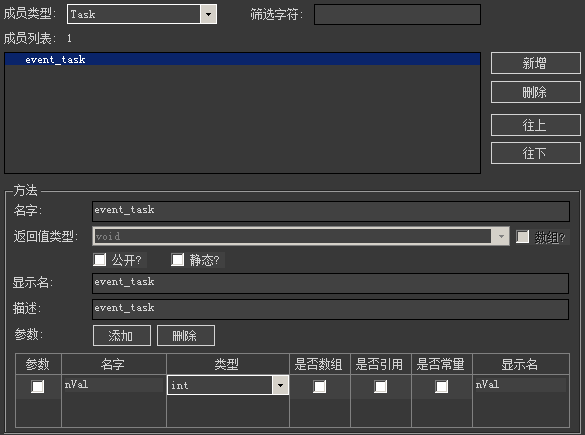 成员类型: Task 筛选字符:
成员列表: 1
event_task 新增
删除
往上
往下
方法
名字: event_task
返回值类型: void 数组?
公开? 静态?
显示名: event_task
描述: event_task
参数: 添加 删除
参数 名字 类型 是否数组 是否引用 是否常量 显示名
nVal int nVal